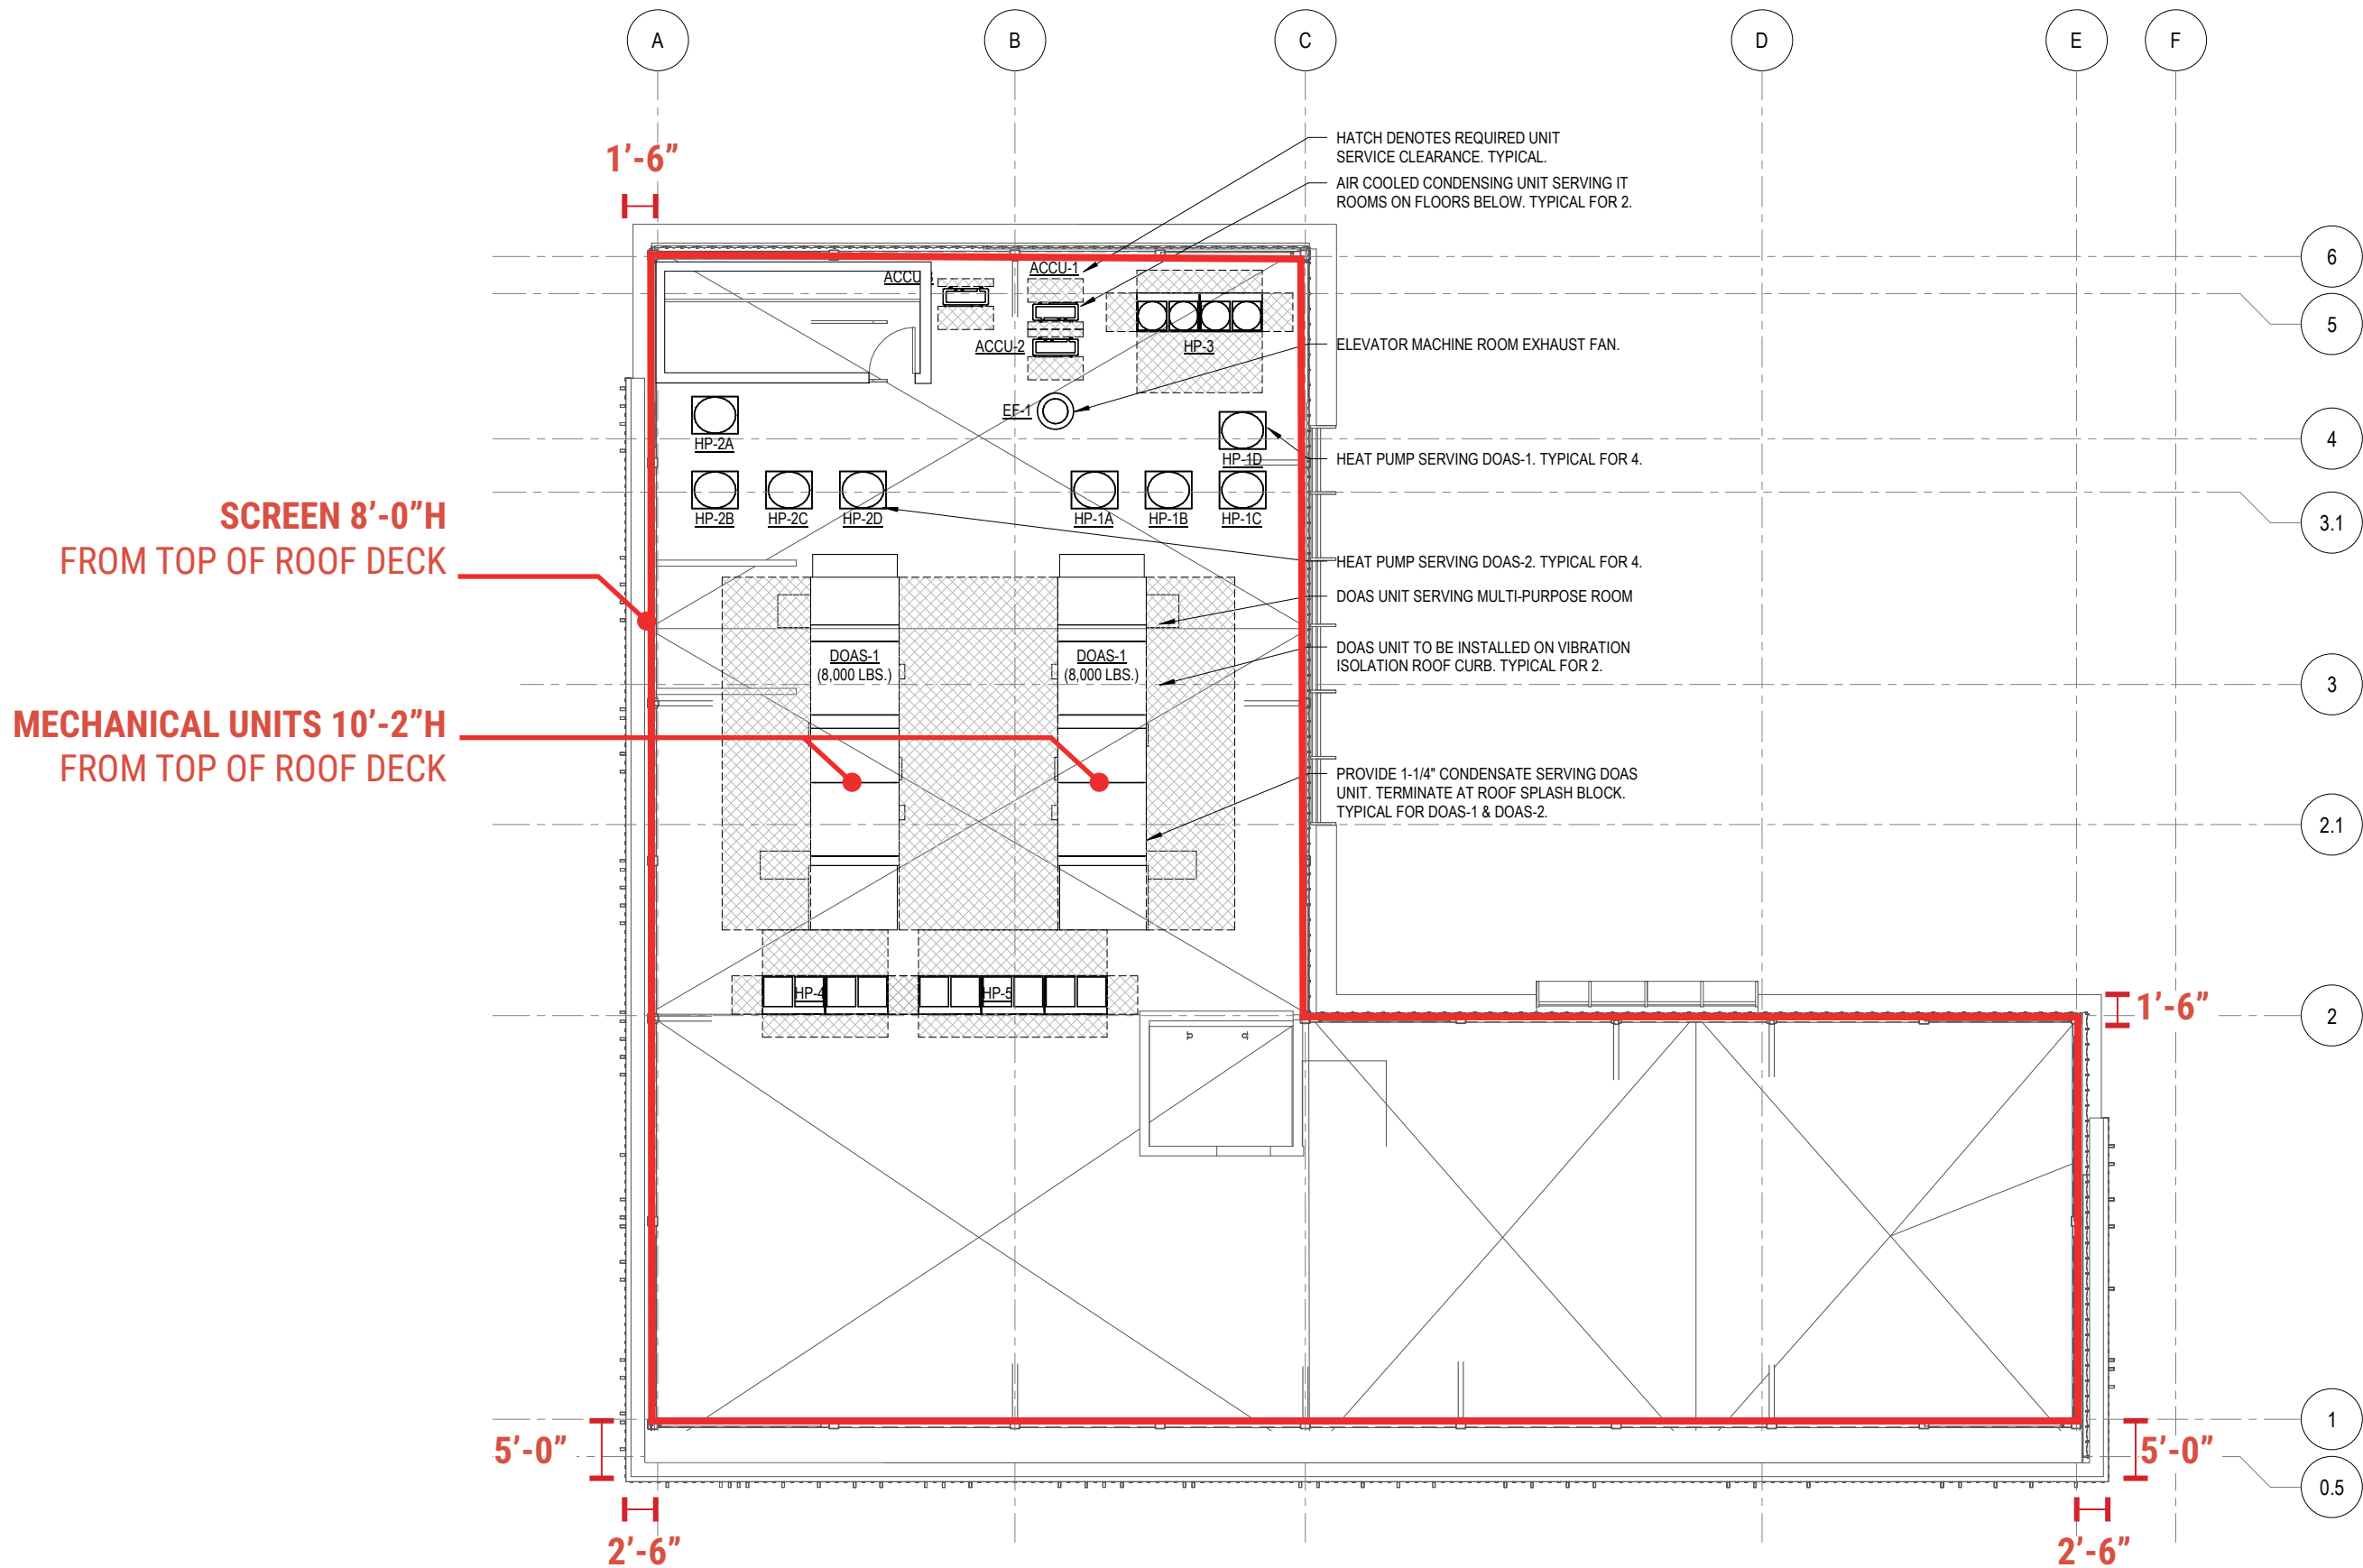 A
B
C
D
E
F
1’-6”
HATCH DENOTES REQUIRED UNIT
SERVICE CLEARANCE. TYPICAL.
AIR COOLED CONDENSING UNIT SERVING IT
ROOMS ON FLOORS BELOW. TYPICAL FOR 2.
6
5
ACCU-1
ACCU-2
HP-3
ELEVATOR MACHINE ROOM EXHAUST FAN.
EF-1
HP-2A
4
HP-1D
HEAT PUMP SERVING DOAS-1. TYPICAL FOR 4.
HP-2B
HP-2C
HP-2D
HP-1A
HP-1B
HP-1C
3.1
SCREEN 8’-0”H
FROM TOP OF ROOF DECK
HEAT PUMP SERVING DOAS-2. TYPICAL FOR 4.
DOAS UNIT SERVING MULTI-PURPOSE ROOM
DOAS UNIT TO BE INSTALLED ON VIBRATION
ISOLATION ROOF CURB. TYPICAL FOR 2.
DOAS-1
(8,000 LBS.)
DOAS-1
(8,000 LBS.)
3
MECHANICAL UNITS 10’-2”H
FROM TOP OF ROOF DECK
PROVIDE 1-1/4" CONDENSATE SERVING DOAS
UNIT. TERMINATE AT ROOF SPLASH BLOCK.
TYPICAL FOR DOAS-1 & DOAS-2.
2.1
HP-4
HP-5
1’-6”
2
1
5’-0”
5’-0”
0.5
2’-6”
2’-6”